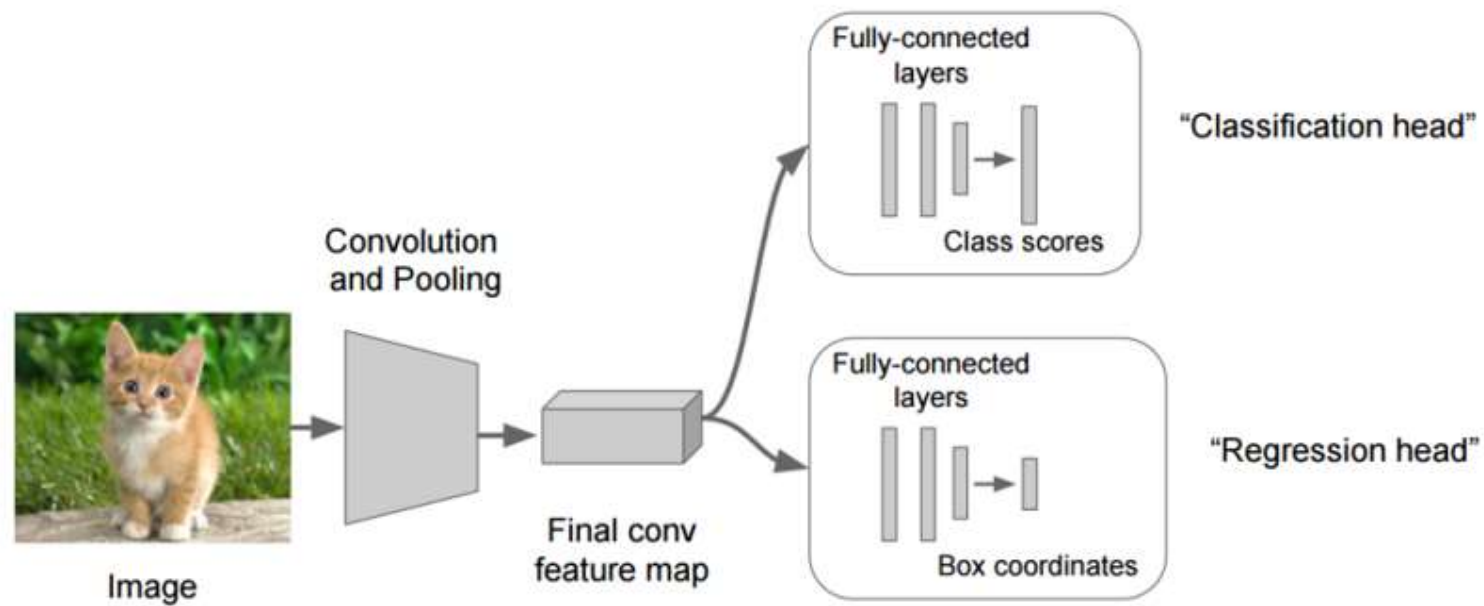 Image
Convolution
and Pooling
Final conv
feature map
Fully-connected
layers
Class scores
“Classification head”
Fully-connected
layers
Box coordinates
“Regression head”